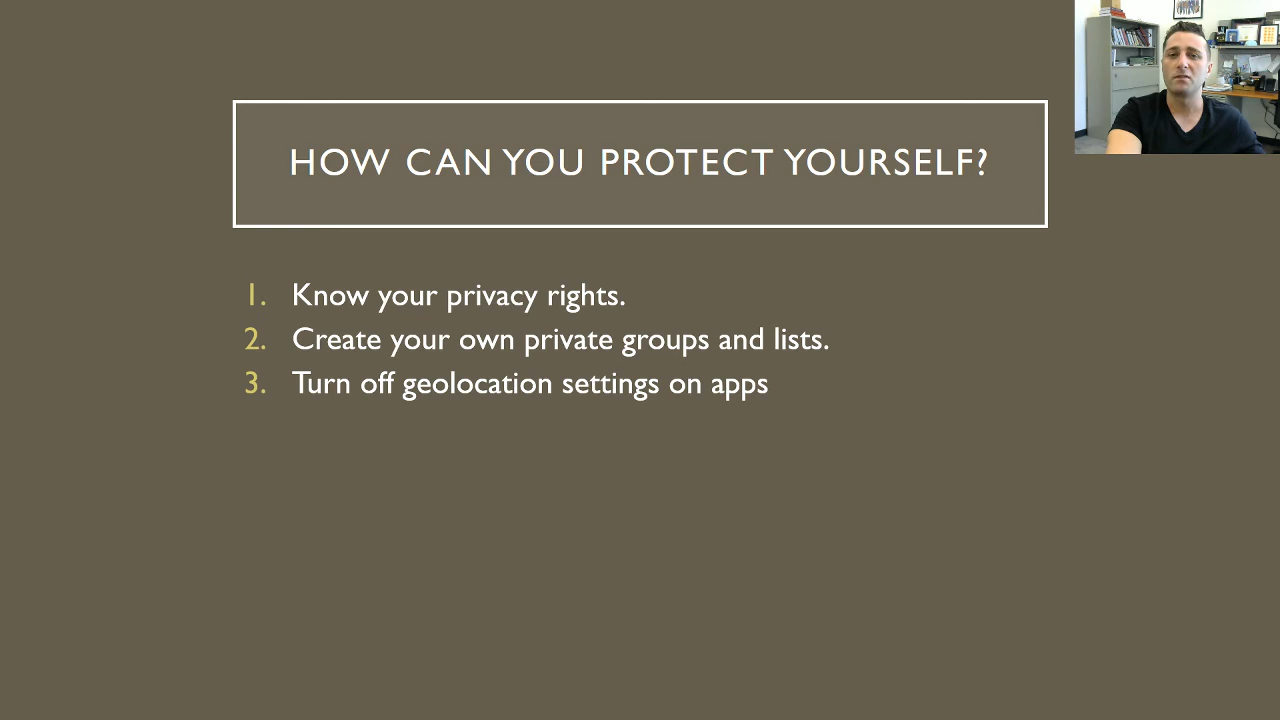 HOW CAN YOU PROTECT YOURSELF?
1. Know your privacy rights.
2. Create your own private groups and lists.
3. Turn off geolocation settings on apps